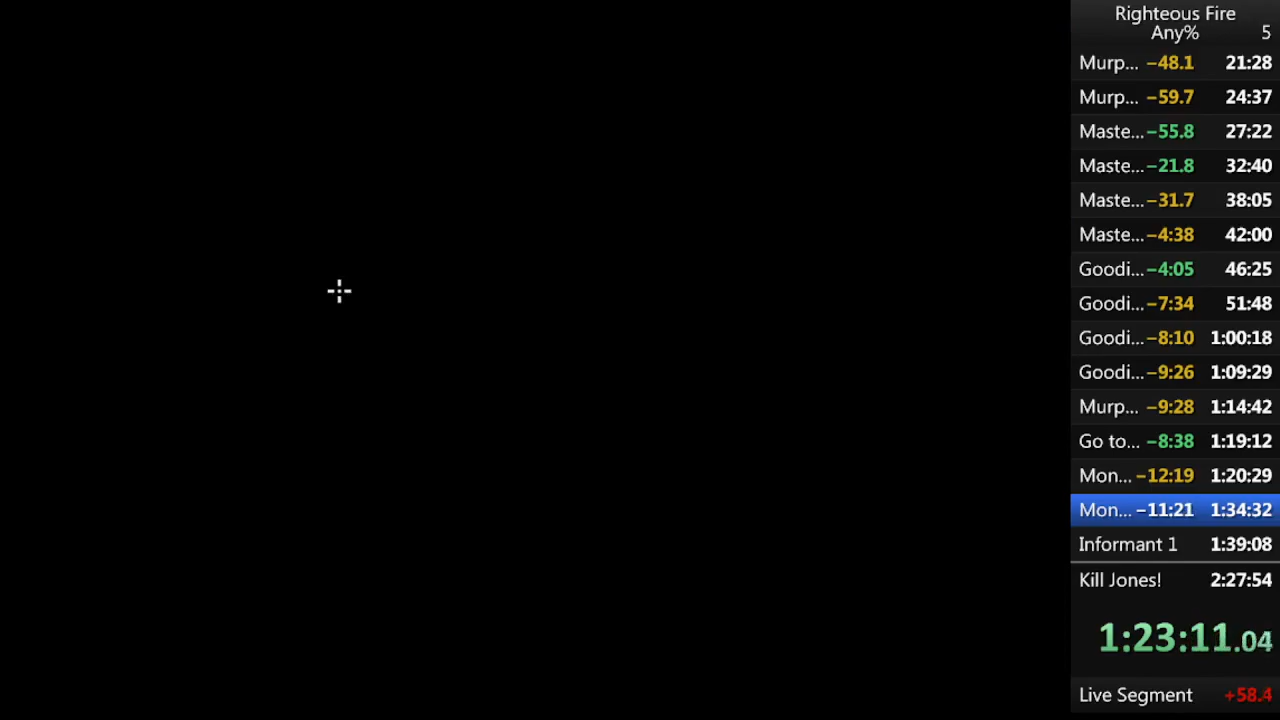 Righteous Fire
Any% 5
Murp... −48.1 21:28
Murp... −59.7 24:37
Maste... −55.8 27:22
Maste... −21.8 32:40
Maste... −31.7 38:05
Maste... −4:38 42:00
Goodi... −4:05 46:25
Goodi... −7:34 51:48
Goodi... −8:10 1:00:18
Goodi... −9:26 1:09:29
Murp... −9:28 1:14:42
Go to... −8:38 1:19:12
Mon... −12:19 1:20:29
Mon... −11:21 1:34:32
Informant 1 1:39:08
Kill Jones! 2:27:54
1:23:11.04
Live Segment +58.4